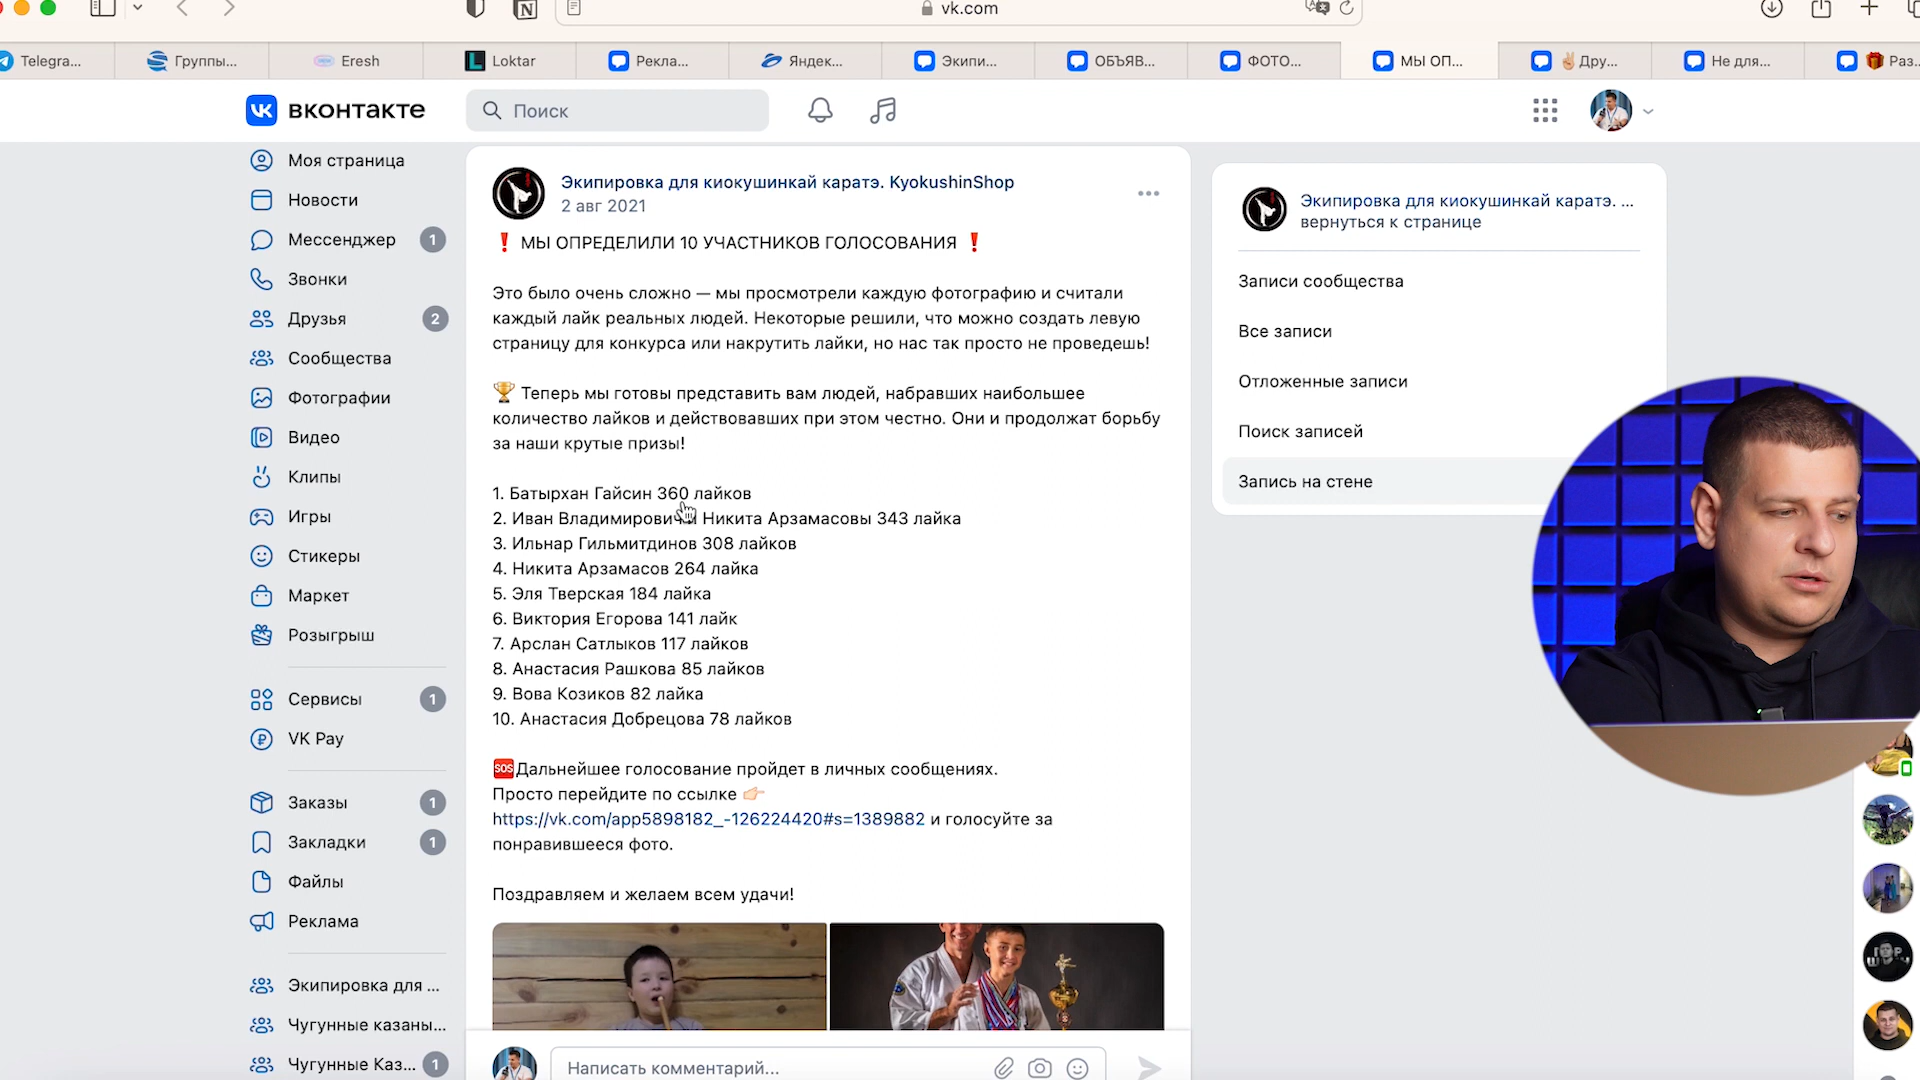 vk.com
Telegra...
Группы...
Eresh
Loktar
Рекла...
Яндек...
Экипи...
ОБЪЯВ...
ФОТО...
МЫ ОП...
✌🏻Дру...
Не для...
🎁 Раз...
вконтакте
Поиск
Моя страница
Новости
Мессенджер 1
Звонки
Друзья 2
Сообщества
Фотографии
Видео
Клипы
Игры
Стикеры
Маркет
Розыгрыш
Сервисы 1
VK Pay
Заказы 1
Закладки 1
Файлы
Реклама
Экипировка для ...
Чугунные казаны...
Чугунные Каз... 1
Экипировка для киокушинкай каратэ. KyokushinShop
2 авг 2021
❗ МЫ ОПРЕДЕЛИЛИ 10 УЧАСТНИКОВ ГОЛОСОВАНИЯ ❗
Это было очень сложно — мы просмотрели каждую фотографию и считали
каждый лайк реальных людей. Некоторые решили, что можно создать левую
страницу для конкурса или накрутить лайки, но нас так просто не проведешь!
🏆 Теперь мы готовы представить вам людей, набравших наибольшее
количество лайков и действовавших при этом честно. Они и продолжат борьбу
за наши крутые призы!
1. Батырхан Гайсин 360 лайков
2. Иван Владимирович и Никита Арзамасовы 343 лайка
3. Ильнар Гильмитдинов 308 лайков
4. Никита Арзамасов 264 лайка
5. Эля Тверская 184 лайка
6. Виктория Егорова 141 лайк
7. Арслан Сатлыков 117 лайков
8. Анастасия Рашкова 85 лайков
9. Вова Козиков 82 лайка
10. Анастасия Добрецова 78 лайков
🆘Дальнейшее голосование пройдет в личных сообщениях.
Просто перейдите по ссылке 👉🏻
https://vk.com/app5898182_-126224420#s=1389882 и голосуйте за
понравившееся фото.
Поздравляем и желаем всем удачи!
Написать комментарий...
Экипировка для киокушинкай каратэ. ...
вернуться к странице
Записи сообщества
Все записи
Отложенные записи
Поиск записей
Запись на стене